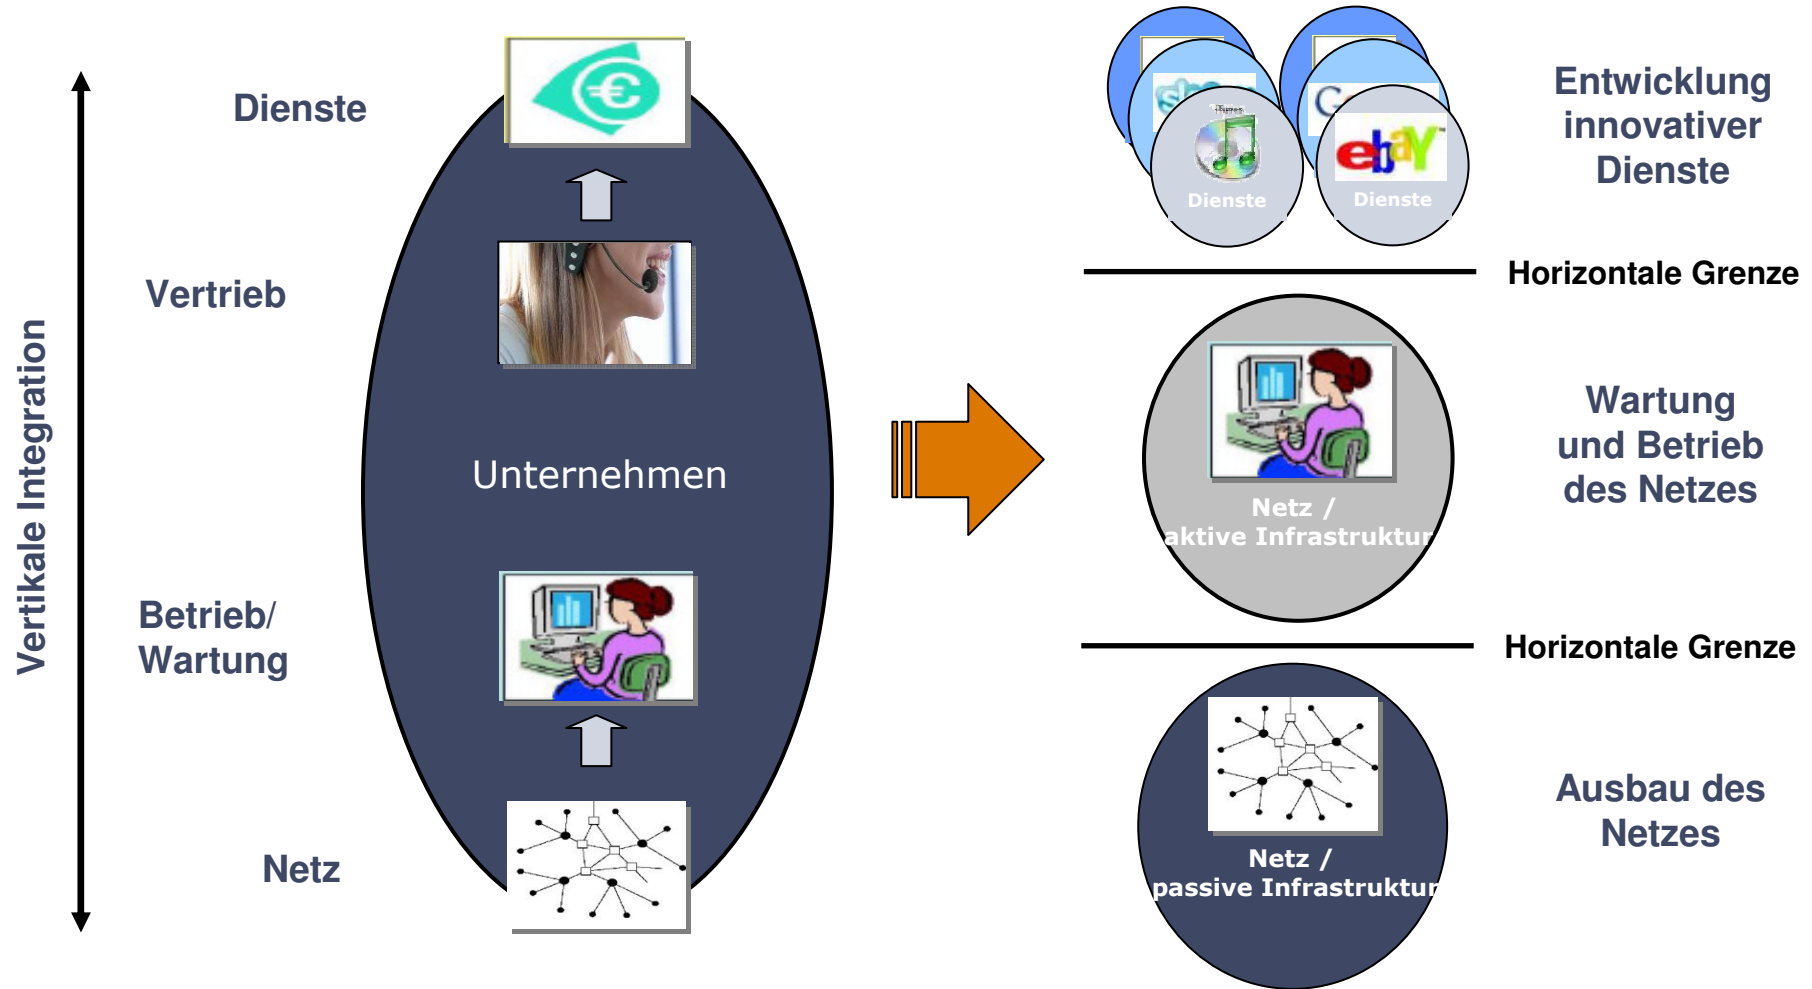 Vertikale Integration
Dienste
Vertrieb
Unternehmen
Betrieb/
Wartung
Netz
€
ebaY
Dienste
Dienste
Entwicklung
innovativer
Dienste
Horizontale Grenze
Netz /
aktive Infrastruktur
Wartung
und Betrieb
des Netzes
Horizontale Grenze
Netz /
passive Infrastruktur
Ausbau des
Netzes